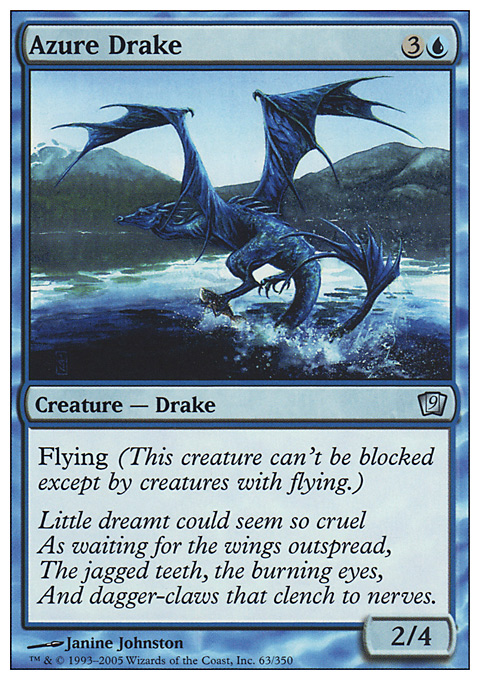 Azure Drake 3
Creature — Drake 9
Flying (This creature can't be blocked
except by creatures with flying.)
Little dreamt could seem so cruel
As waiting for the wings outspread,
The jagged teeth, the burning eyes,
And dagger-claws that clench to nerves.
2/4
Janine Johnston
™ & © 1993–2005 Wizards of the Coast, Inc. 63/350